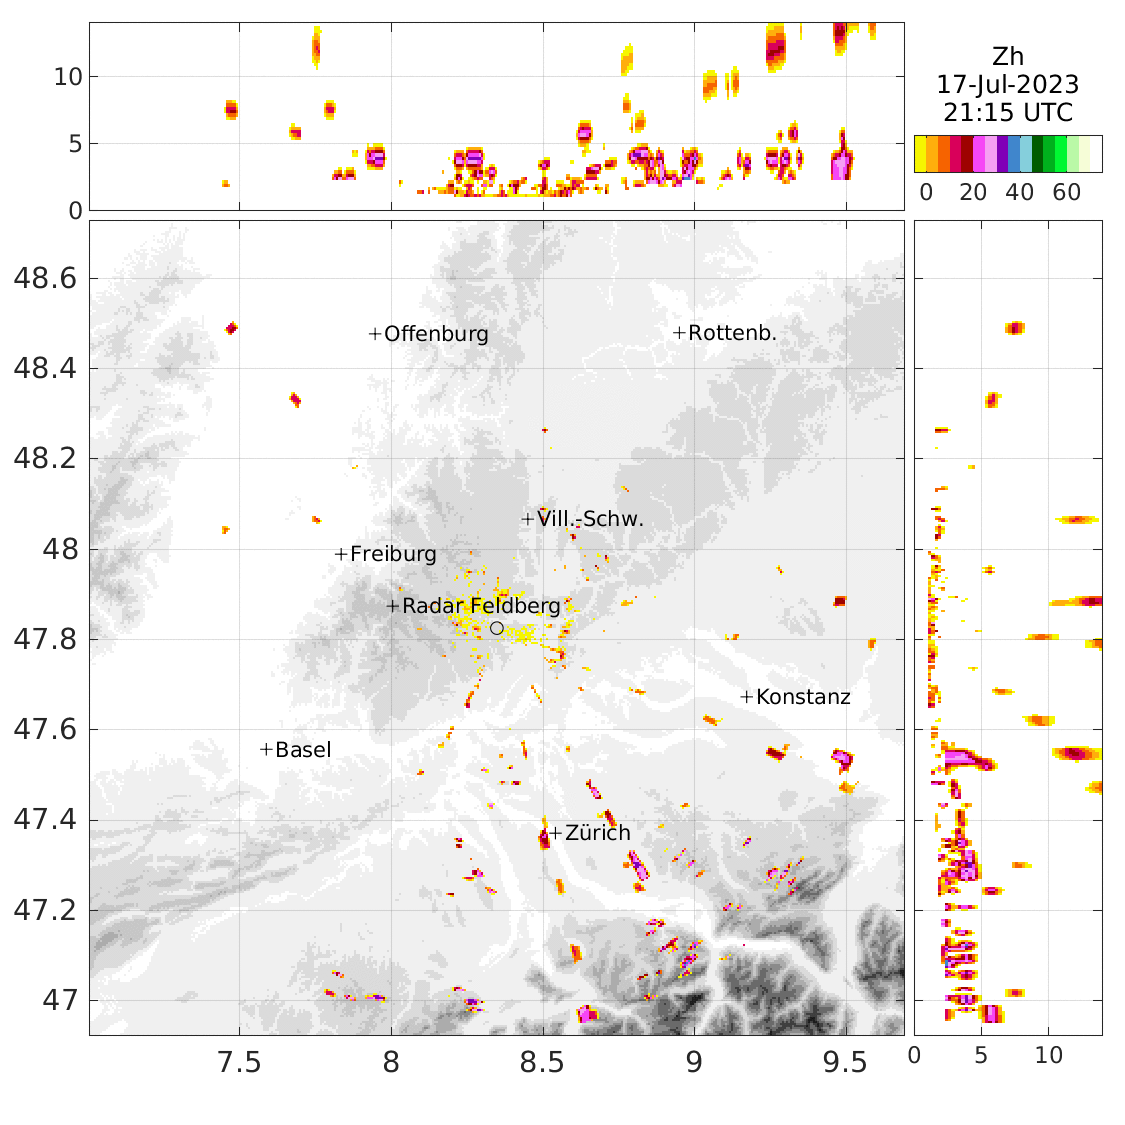 10
5
0
Zh
17-Jul-2023
21:15 UTC
0 20 40 60
48.6
48.4
48.2
48
47.8
47.6
47.4
47.2
47
+Offenburg
+Rottenb.
+Vill.-Schw.
+Freiburg
+Radar Feldberg
+Konstanz
+Basel
+Zürich
7.5 8 8.5 9 9.5
0 5 10